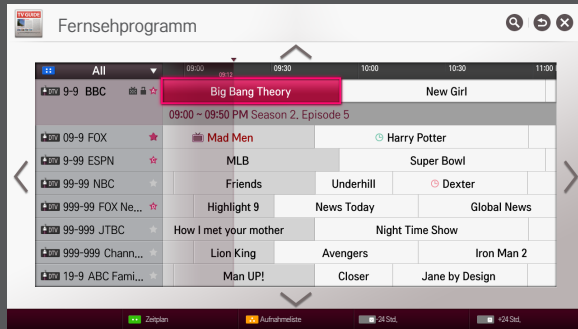 TV GUIDE
Fernsehprogramm
All 09:00 09:12 09:30 10:00 10:30 11:00
DTV 9-9 BBC Big Bang Theory New Girl
09:00 ~ 09:50 PM Season 2, Episode 5
DTV 09-9 FOX Mad Men Harry Potter
DTV 9-99 ESPN MLB Super Bowl
DTV 99-99 NBC Friends Underhill Dexter
DTV 999-99 FOX Ne... Highlight 9 News Today Global News
DTV 99-999 JTBC How I met your mother Night Time Show
DTV 999-999 Chann... Lion King Avengers Iron Man 2
DTV 19-9 ABC Fami... Man UP! Closer Jane by Design
Zeitplan Aufnahmeliste -24 Std, +24 Std,